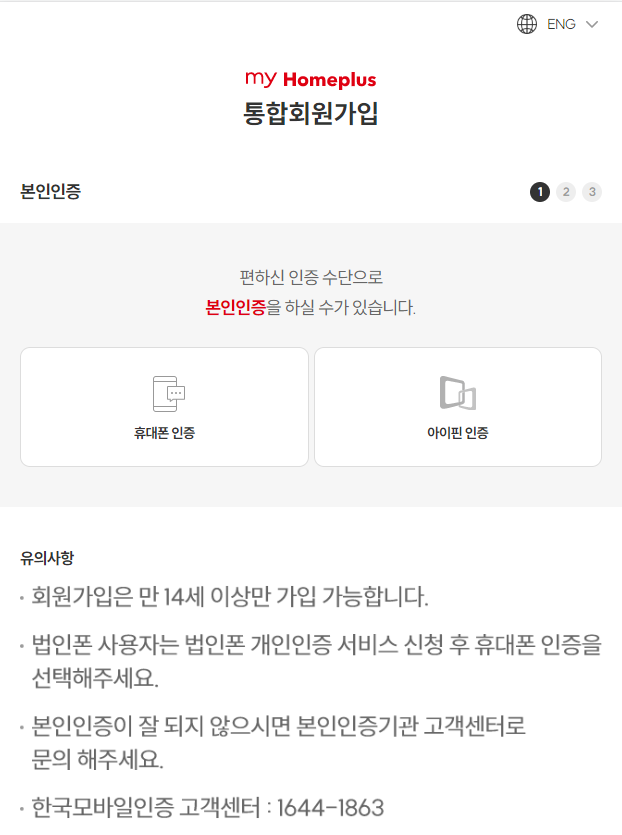 ENG
my Homeplus
통합회원가입
본인인증
1 2 3
편하신 인증 수단으로
본인인증을 하실 수가 있습니다.
휴대폰 인증
아이핀 인증
유의사항
· 회원가입은 만 14세 이상만 가입 가능합니다.
· 법인폰 사용자는 법인폰 개인인증 서비스 신청 후 휴대폰 인증을
선택해주세요.
· 본인인증이 잘 되지 않으시면 본인인증기관 고객센터로
문의 해주세요.
· 한국모바일인증 고객센터 : 1644-1863